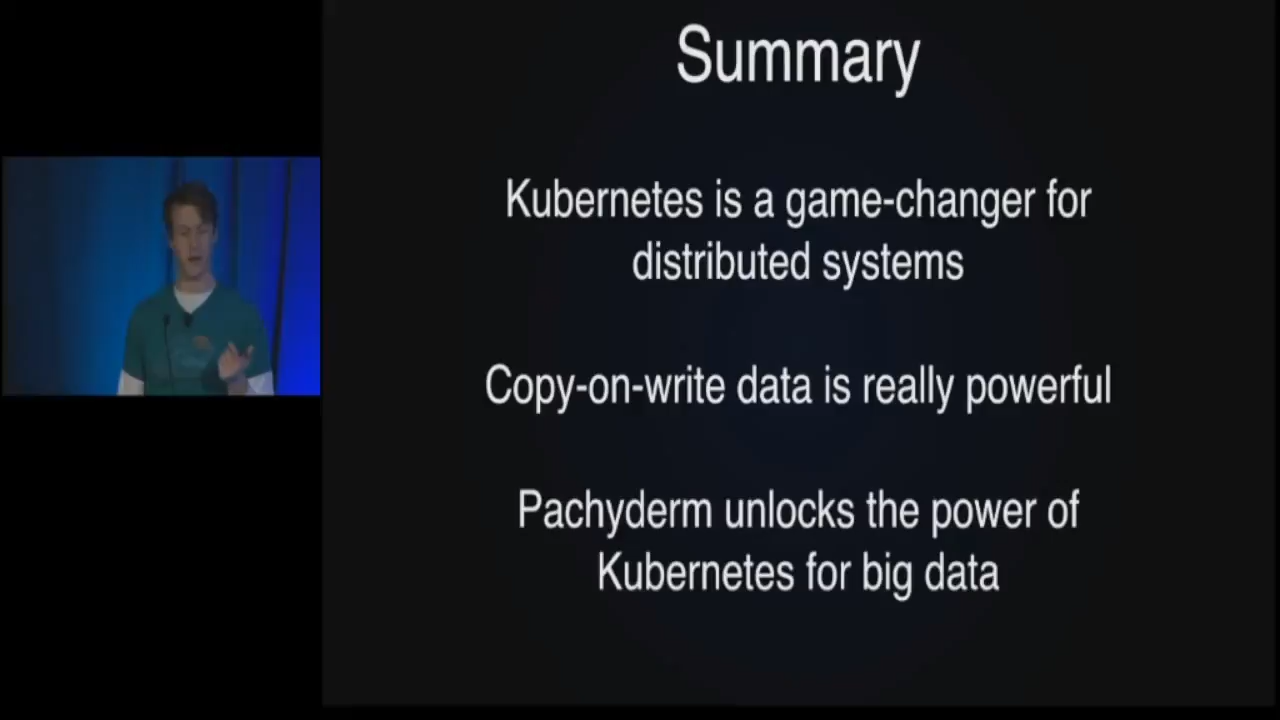 Summary
Kubernetes is a game-changer for
distributed systems
Copy-on-write data is really powerful
Pachyderm unlocks the power of
Kubernetes for big data